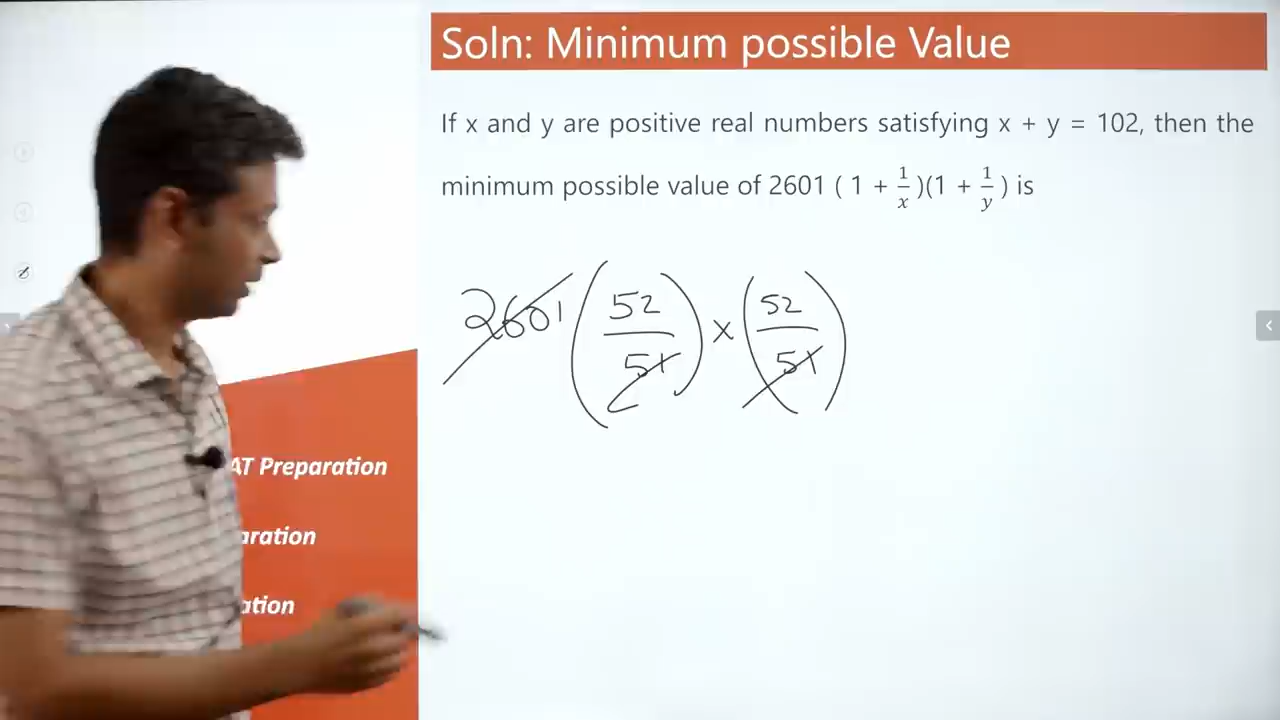 Soln: Minimum possible Value
If x and y are positive real numbers satisfying x + y = 102, then the
minimum possible value of 2601 ( 1 + 1/x )(1 + 1/y ) is
2601 (52/51) x (52/51)
AT Preparation
aration
ation